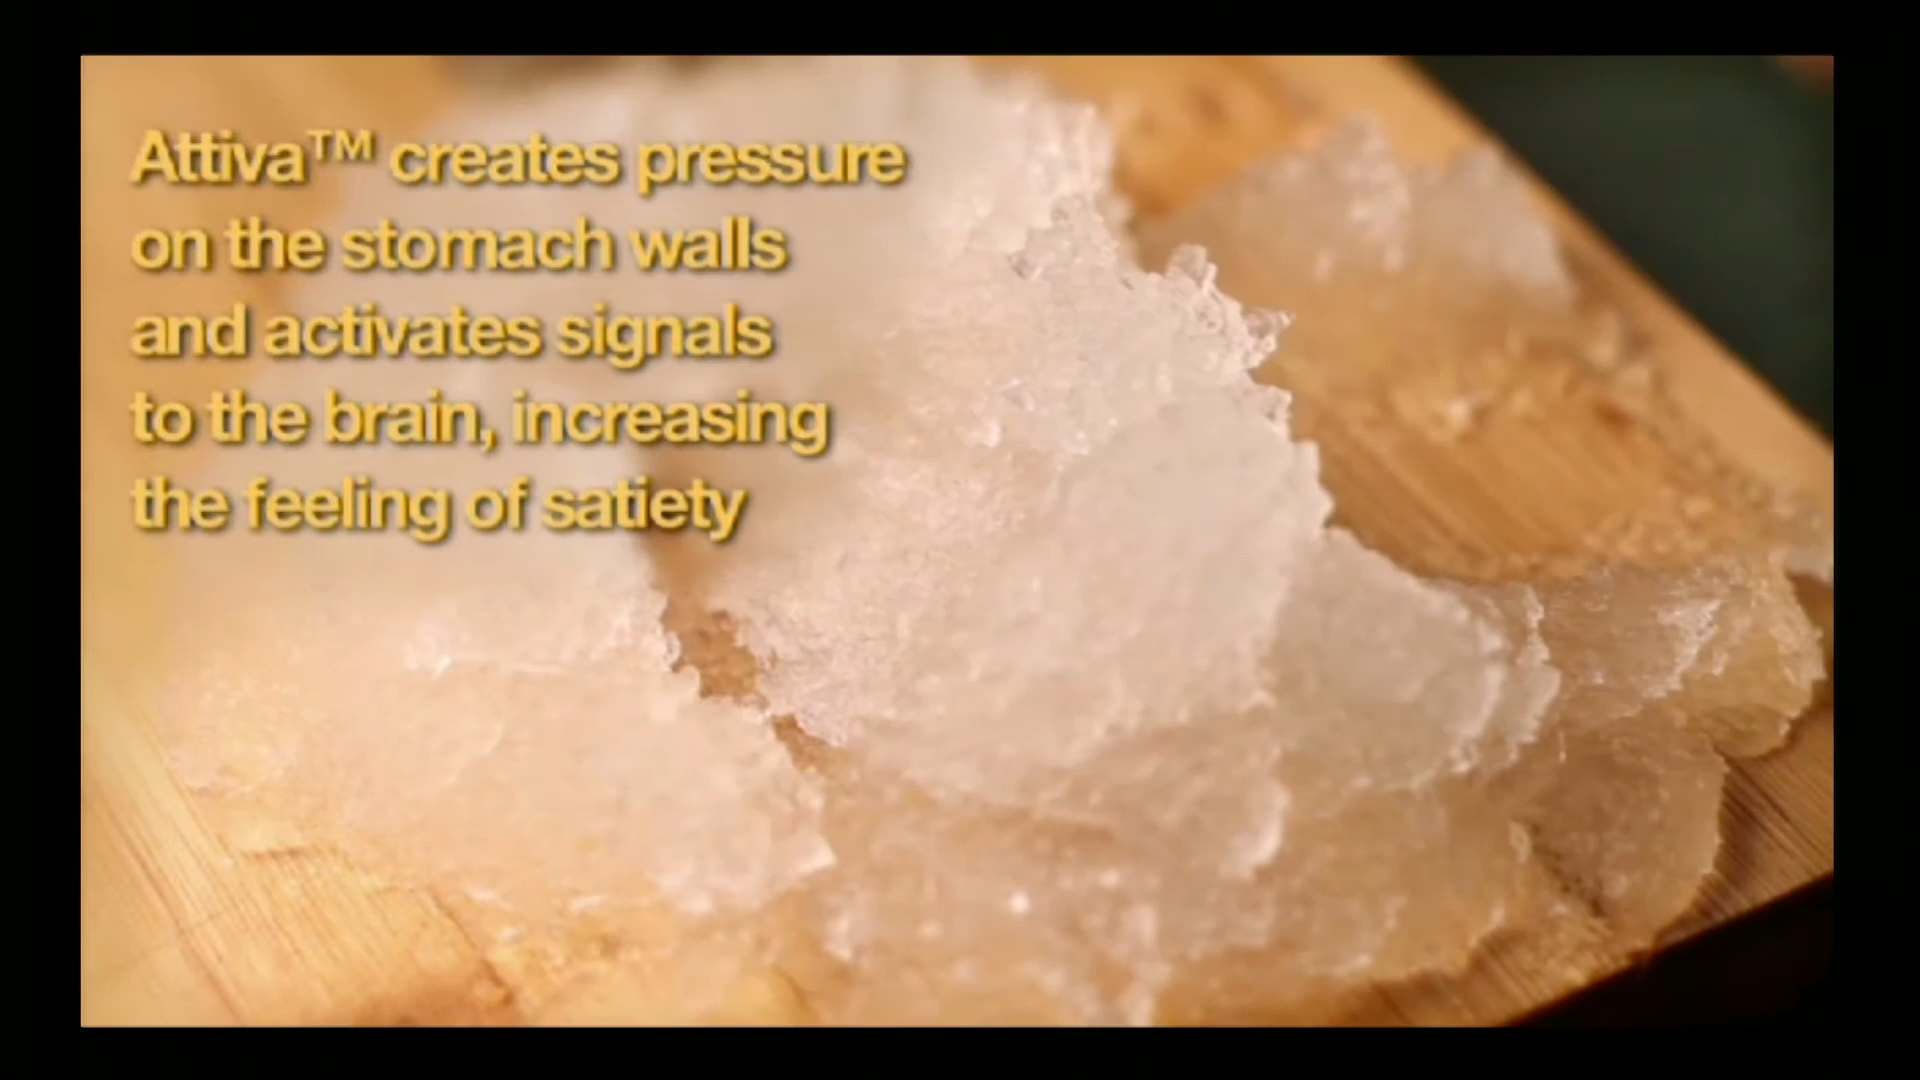 Attiva™ creates pressure
on the stomach walls
and activates signals
to the brain, increasing
the feeling of satiety